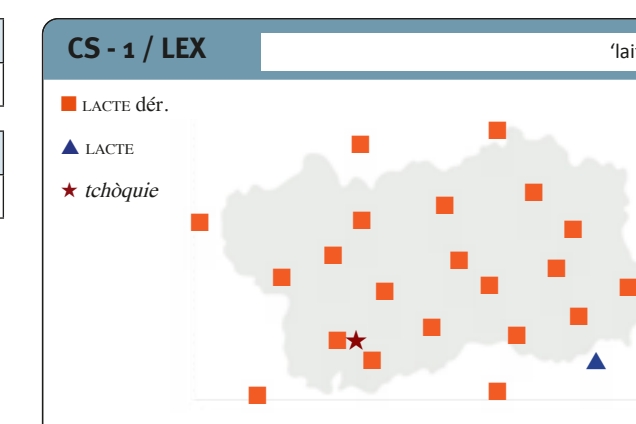 CS - 1 / LEX
‘lai
LACTE dér.
LACTE
tchòquie